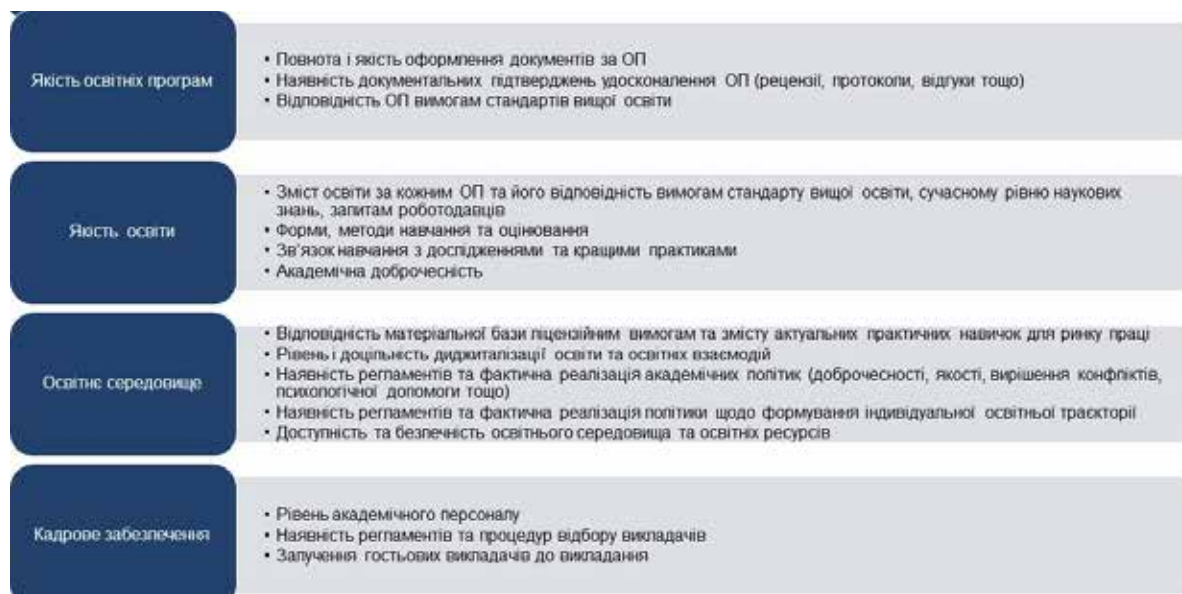 Якість освітніх програм
• Повнота і якість оформлення документів за ОП
• Наявність документальних підтверджень удосконалення ОП (рецензії, протоколи, відгуки тощо)
• Відповідність ОП вимогам стандартів вищої освіти
Якість освіти
• Зміст освіти за кожним ОП та його відповідність вимогам стандарту вищої освіти, сучасному рівню наукових
знань, запитам роботодавців
• Форми, методи навчання та оцінювання
• Зв'язок навчання з дослідженнями та кращими практиками
• Академічна доброчесність
Освітнє середовище
• Відповідність матеріальної бази ліцензійним вимогам та змісту актуальних практичних навичок для ринку праці
• Рівень і доцільність диджиталізації освіти та освітніх взаємодій
• Наявність регламентів та фактична реалізація академічних політик (доброчесності, якості, вирішення конфліктів,
психологічної допомоги тощо)
• Наявність регламентів та фактична реалізація політики щодо формування індивідуальної освітньої траєкторії
• Доступність та безпечність освітнього середовища та освітніх ресурсів
Кадрове забезпечення
• Рівень академічного персоналу
• Наявність регламентів та процедур відбору викладачів
• Залучення гостьових викладачів до викладання